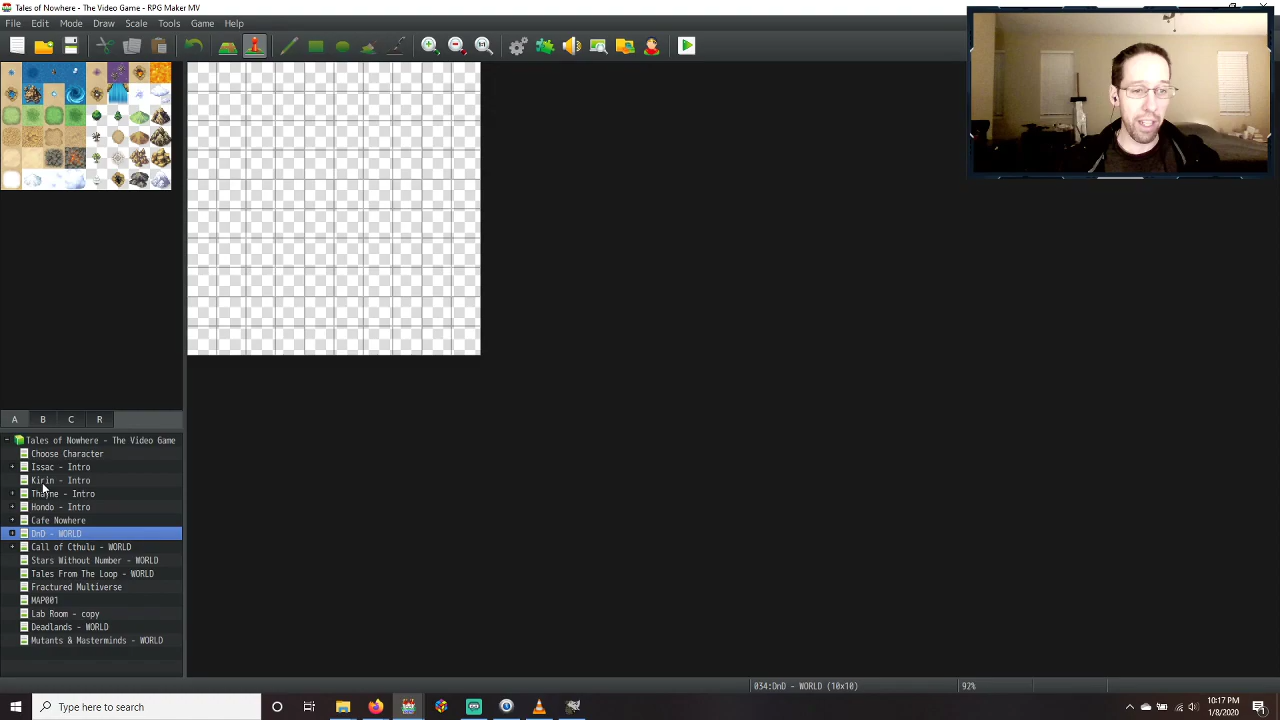 Tales of Nowhere - The Video Game - RPG Maker MV
File Edit Mode Draw Scale Tools Game Help
A B C R
Tales of Nowhere - The Video Game
Choose Character
Issac - Intro
Kirin - Intro
Thayne - Intro
Hondo - Intro
Cafe Nowhere
DnD - WORLD
Call of Cthulu - WORLD
Stars Without Number - WORLD
Tales From The Loop - WORLD
Fractured Multiverse
MAP001
Lab Room - copy
Deadlands - WORLD
Mutants & Masterminds - WORLD
034:DnD - WORLD (10x10) 92%
Type here to search
10:17 PM
1/8/2020